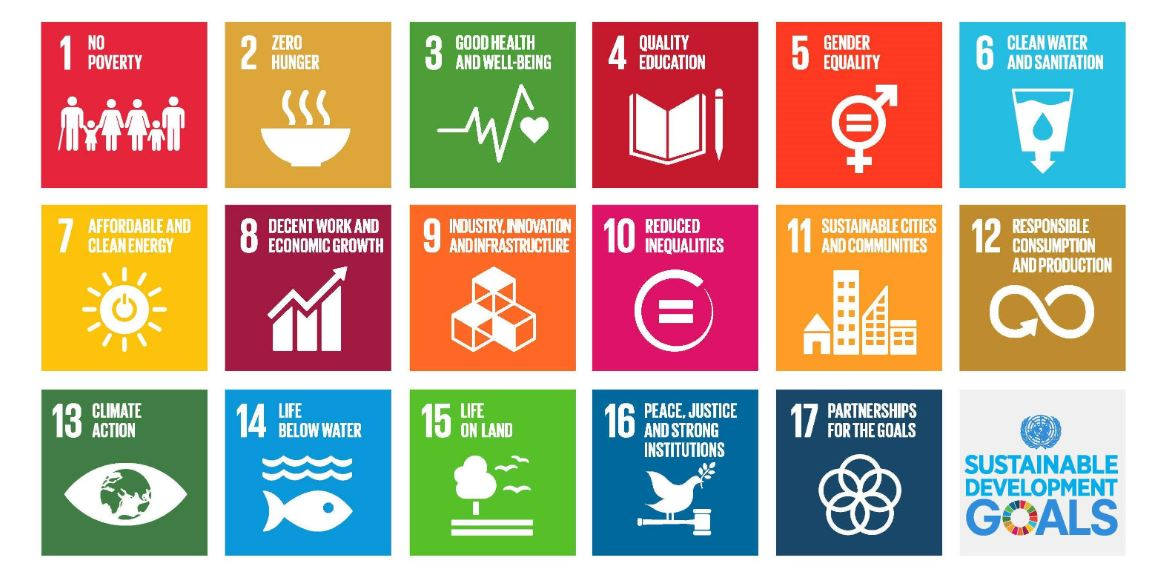 1 NO
POVERTY
2 ZERO
HUNGER
3 GOOD HEALTH
AND WELL-BEING
4 QUALITY
EDUCATION
5 GENDER
EQUALITY
6 CLEAN WATER
AND SANITATION
7 AFFORDABLE AND
CLEAN ENERGY
8 DECENT WORK AND
ECONOMIC GROWTH
9 INDUSTRY, INNOVATION
AND INFRASTRUCTURE
10 REDUCED
INEQUALITIES
11 SUSTAINABLE CITIES
AND COMMUNITIES
12 RESPONSIBLE
CONSUMPTION
AND PRODUCTION
13 CLIMATE
ACTION
14 LIFE
BELOW WATER
15 LIFE
ON LAND
16 PEACE, JUSTICE
AND STRONG
INSTITUTIONS
17 PARTNERSHIPS
FOR THE GOALS
SUSTAINABLE
DEVELOPMENT
GOALS